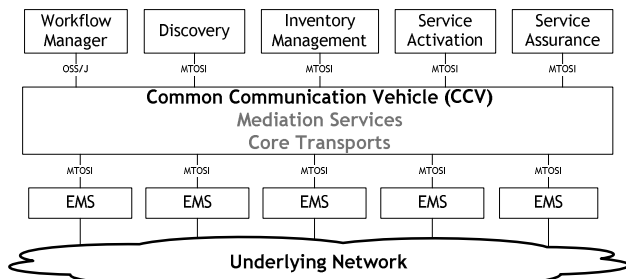 Workflow
Manager
Discovery
Inventory
Management
Service
Activation
Service
Assurance
OSS/J
MTOSI
MTOSI
MTOSI
MTOSI
Common Communication Vehicle (CCV)
Mediation Services
Core Transports
MTOSI
MTOSI
MTOSI
MTOSI
MTOSI
EMS
EMS
EMS
EMS
EMS
Underlying Network